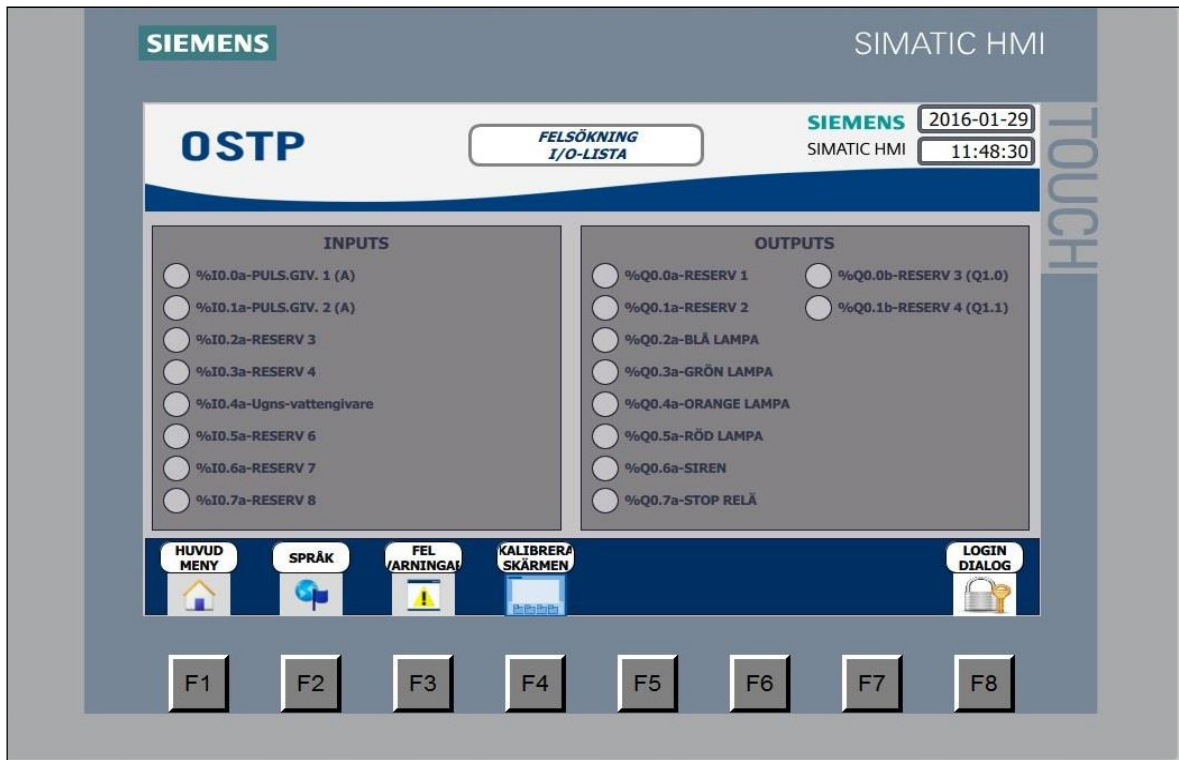 SIEMENS
SIMATIC HMI
TOUCH
OSTP
FELSÖKNING
I/O-LISTA
SIEMENS
SIMATIC HMI
2016-01-29
11:48:30
INPUTS
%I0.0a-PULS.GIV. 1 (A)
%I0.1a-PULS.GIV. 2 (A)
%I0.2a-RESERV 3
%I0.3a-RESERV 4
%I0.4a-Ugns-vattengivare
%I0.5a-RESERV 6
%I0.6a-RESERV 7
%I0.7a-RESERV 8
OUTPUTS
%Q0.0a-RESERV 1
%Q0.1a-RESERV 2
%Q0.2a-BLÅ LAMPA
%Q0.3a-GRÖN LAMPA
%Q0.4a-ORANGE LAMPA
%Q0.5a-RÖD LAMPA
%Q0.6a-SIREN
%Q0.7a-STOP RELÄ
%Q0.0b-RESERV 3 (Q1.0)
%Q0.1b-RESERV 4 (Q1.1)
HUVUD
MENY
SPRÅK
FEL
/ARNINGAR
KALIBRERA
SKÄRMEN
LOGIN
DIALOG
F1
F2
F3
F4
F5
F6
F7
F8